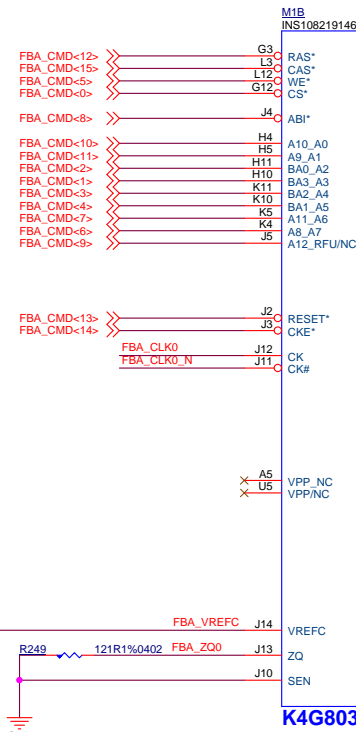 M1B
INS108219146
FBA_CMD<12> G3 RAS*
FBA_CMD<15> L3 CAS*
FBA_CMD<5> L12 WE*
FBA_CMD<0> G12 CS*
FBA_CMD<8> J4 ABI*
FBA_CMD<10> H4 A10_A0
FBA_CMD<11> H5 A9_A1
FBA_CMD<2> H11 BA0_A2
FBA_CMD<1> H10 BA3_A3
FBA_CMD<3> K11 BA2_A4
FBA_CMD<4> K10 BA1_A5
FBA_CMD<7> K5 A11_A6
FBA_CMD<6> K4 A8_A7
FBA_CMD<9> J5 A12_RFU/NC
FBA_CMD<13> J2 RESET*
FBA_CMD<14> J3 CKE*
FBA_CLK0 J12 CK
FBA_CLK0_N J11 CK#
A5 VPP_NC
U5 VPP/NC
FBA_VREFC J14 VREFC
R249 121R1%0402 FBA_ZQ0 J13 ZQ
J10 SEN
K4G803